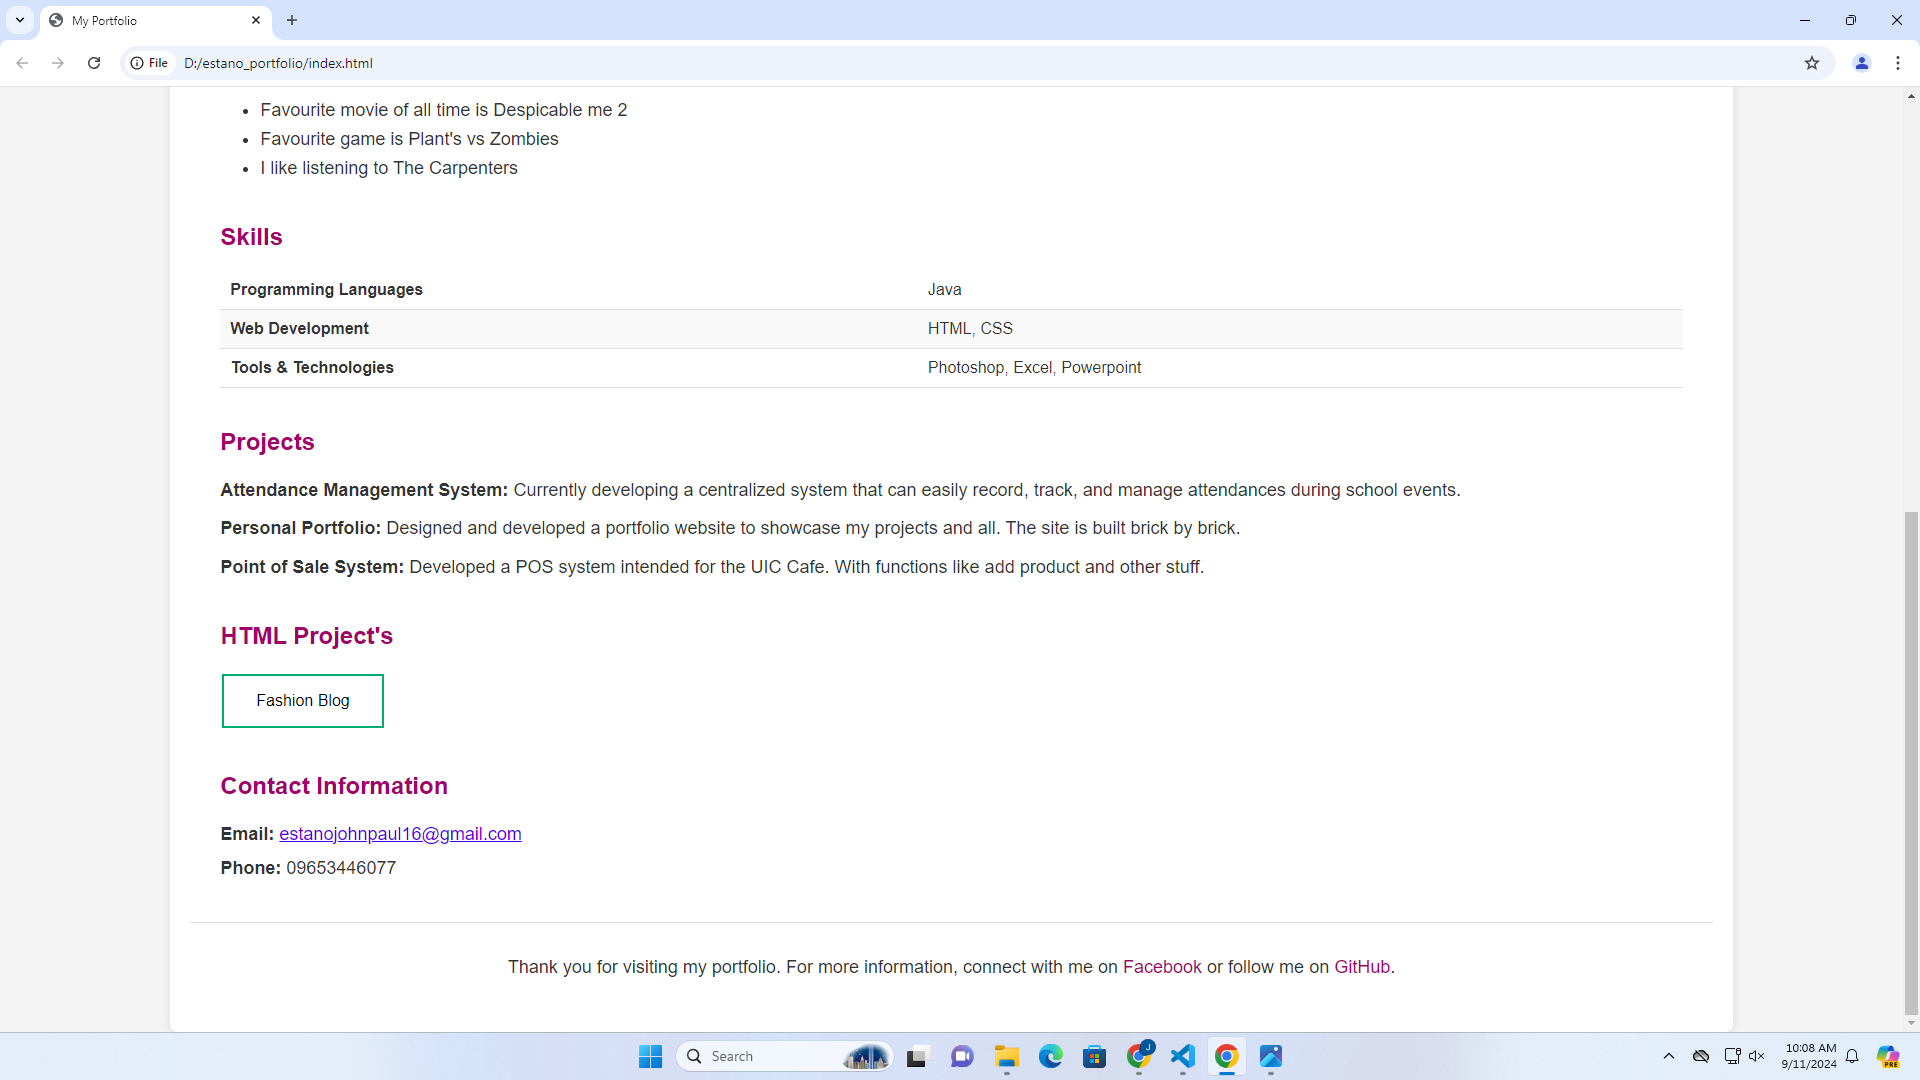 My Portfolio
File
D:/estano_portfolio/index.html
Favourite movie of all time is Despicable me 2
Favourite game is Plant's vs Zombies
I like listening to The Carpenters
Skills
Programming Languages Java
Web Development HTML, CSS
Tools & Technologies Photoshop, Excel, Powerpoint
Projects
Attendance Management System: Currently developing a centralized system that can easily record, track, and manage attendances during school events.
Personal Portfolio: Designed and developed a portfolio website to showcase my projects and all. The site is built brick by brick.
Point of Sale System: Developed a POS system intended for the UIC Cafe. With functions like add product and other stuff.
HTML Project's
Fashion Blog
Contact Information
Email: estanojohnpaul16@gmail.com
Phone: 09653446077
Thank you for visiting my portfolio. For more information, connect with me on Facebook or follow me on GitHub.
Search
J
10:08 AM
9/11/2024
PRE